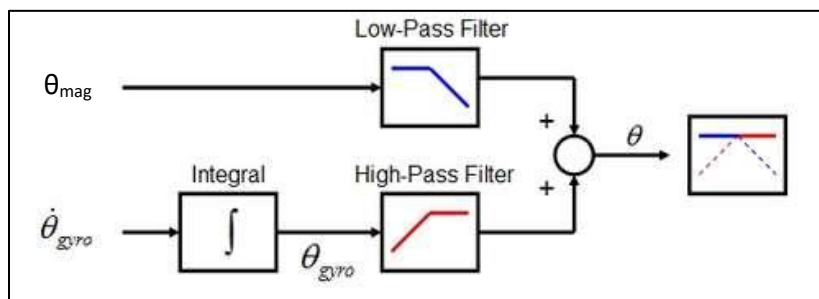 Low-Pass Filter
θmag
+
θ
Integral
High-Pass Filter
+
θ̇gyro
∫
θgyro